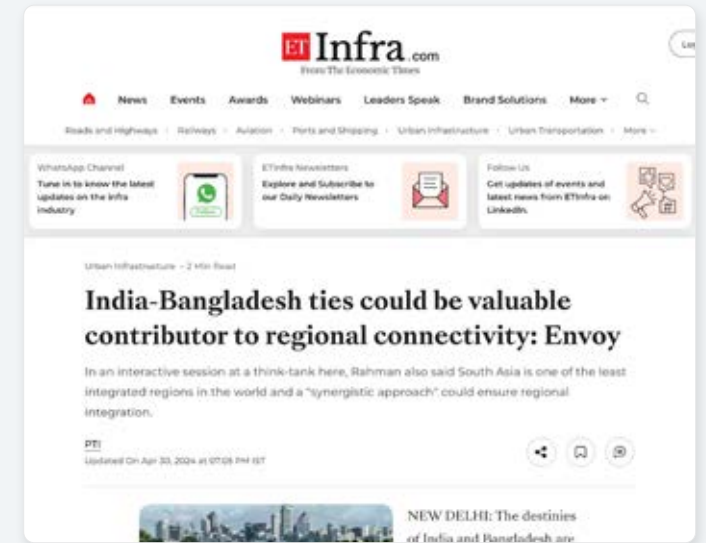 ET Infra.com
From The Economic Times
News Events Awards Webinars Leaders Speak Brand Solutions More
Roads and Highways Railways Aviation Ports and Shipping Urban Infrastructure Urban Transportation More
WhatsApp Channel
Tune in to know the latest
updates on the infra
industry
ETInfra Newsletters
Explore and Subscribe to
our Daily Newsletters
Follow Us
Get updates of events and
latest news from ETInfra on
LinkedIn.
Urban Infrastructure • 2 Min Read
India-Bangladesh ties could be valuable
contributor to regional connectivity: Envoy
In an interactive session at a think-tank here, Rahman also said South Asia is one of the least
integrated regions in the world and a "synergistic approach" could ensure regional
integration.
PTI
Updated On Apr 30, 2024 at 07:05 PM IST
NEW DELHI: The destinies
of India and Bangladesh are